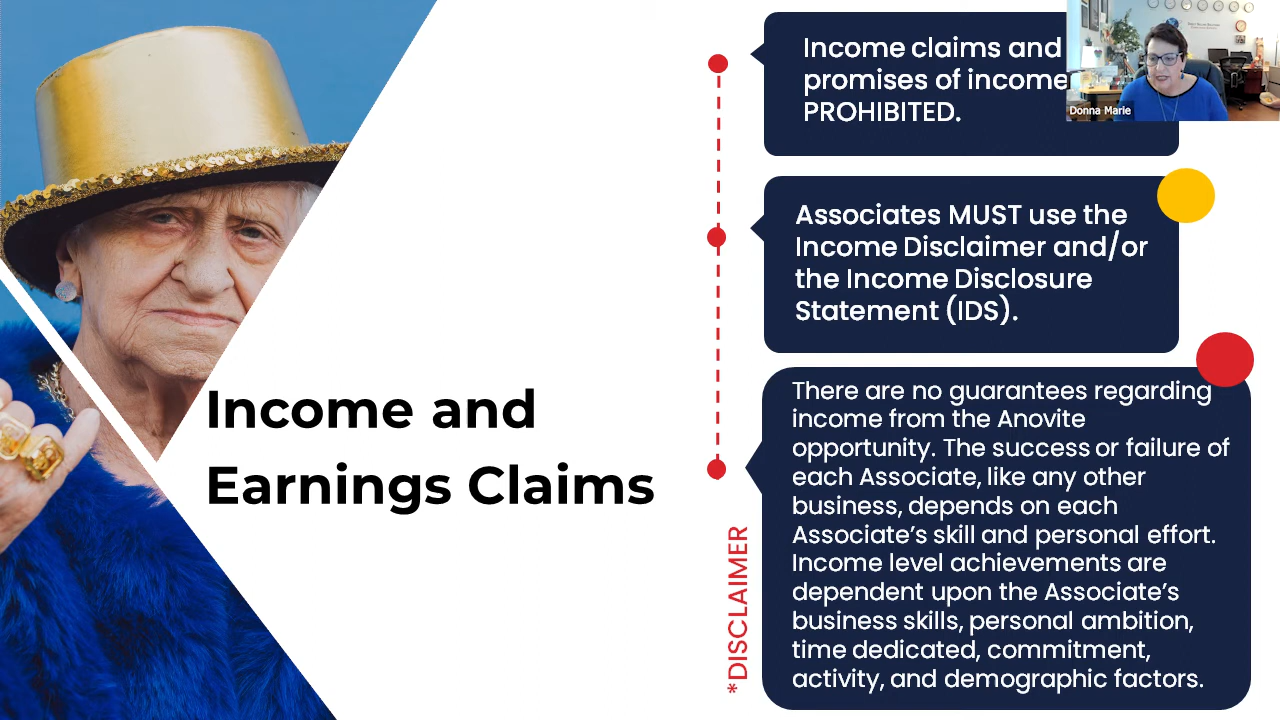 Income and
Earnings Claims
Income claims and
promises of income
PROHIBITED.
Associates MUST use the
Income Disclaimer and/or
the Income Disclosure
Statement (IDS).
*DISCLAIMER
There are no guarantees regarding
income from the Anovite
opportunity. The success or failure of
each Associate, like any other
business, depends on each
Associate’s skill and personal effort.
Income level achievements are
dependent upon the Associate’s
business skills, personal ambition,
time dedicated, commitment,
activity, and demographic factors.
Donna Marie